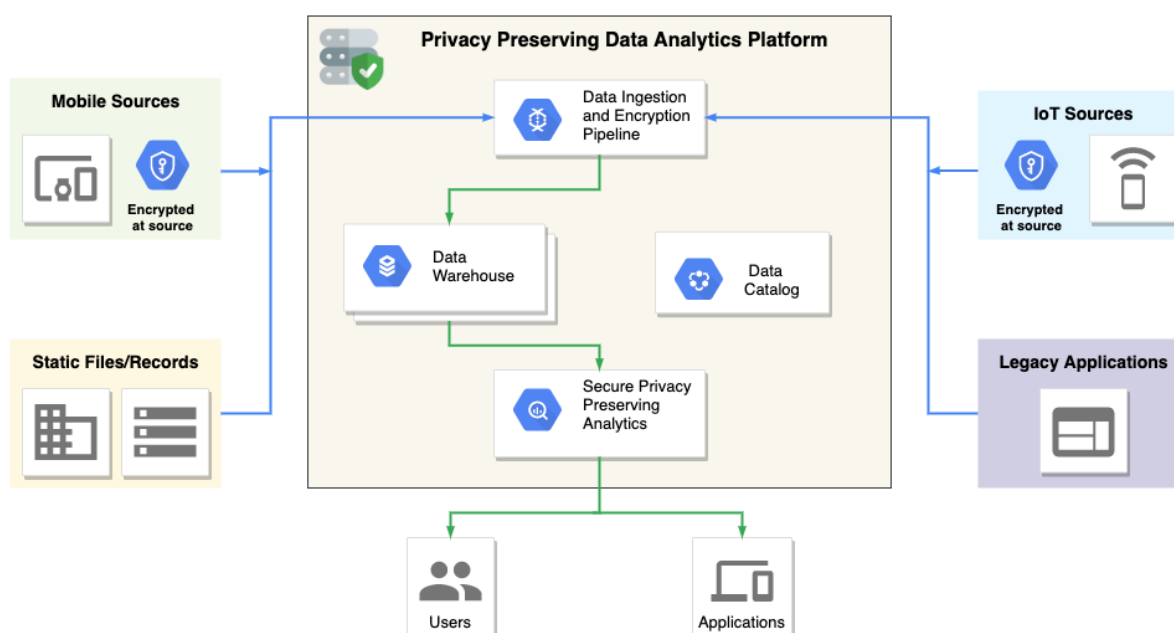 Privacy Preserving Data Analytics Platform
Mobile Sources
Encrypted
at source
Data Ingestion
and Encryption
Pipeline
IoT Sources
Encrypted
at source
Data
Warehouse
Data
Catalog
Static Files/Records
Secure Privacy
Preserving
Analytics
Legacy Applications
Users
Applications